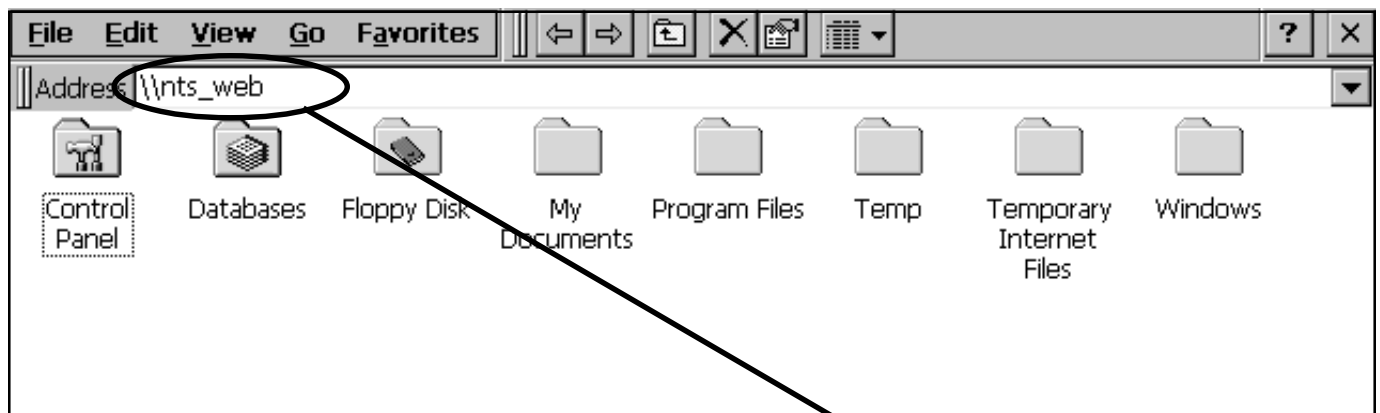 File Edit View Go Favorites ? ×
Address \\nts_web
Control Panel
Databases
Floppy Disk
My Documents
Program Files
Temp
Temporary Internet Files
Windows